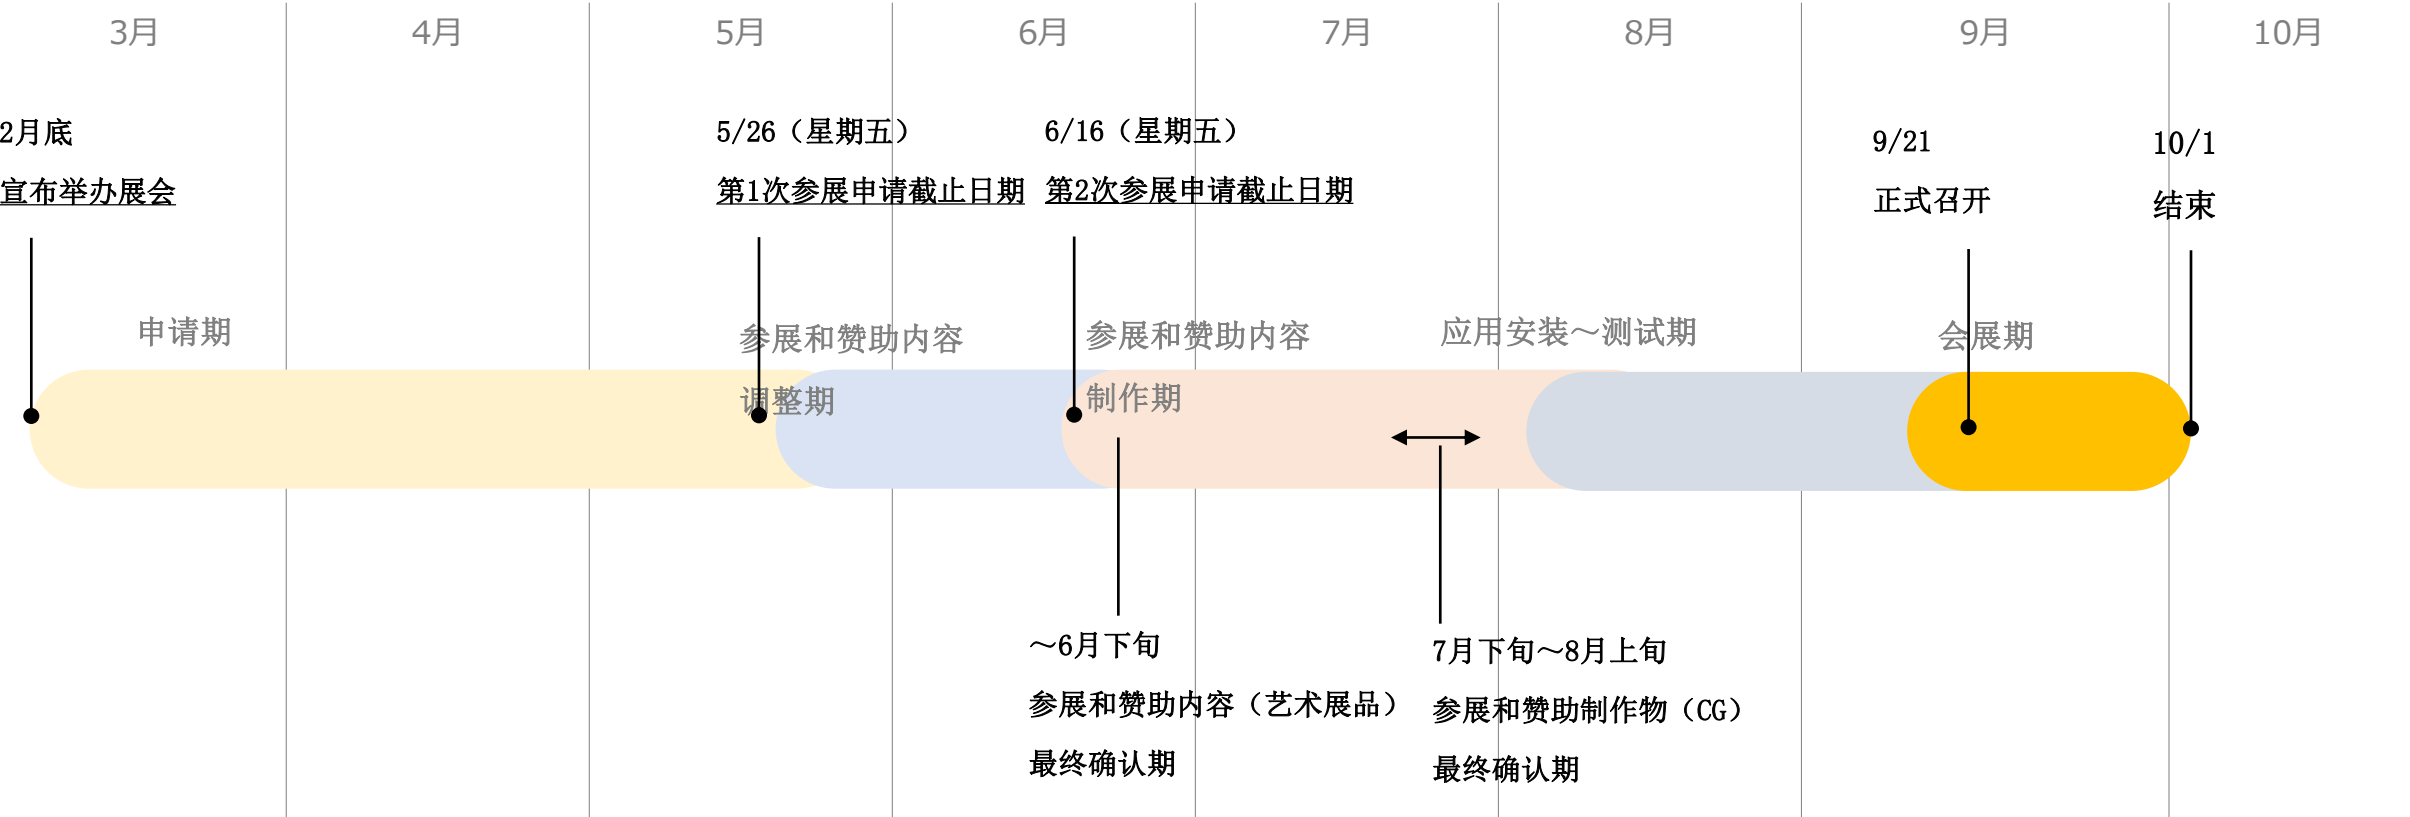 3月
4月
5月
6月
7月
8月
9月
10月
2月底
宣布举办展会
5/26（星期五）
第1次参展申请截止日期
6/16（星期五）
第2次参展申请截止日期
9/21
正式召开
10/1
结束
申请期
参展和赞助内容
调整期
参展和赞助内容
制作期
应用安装～测试期
会展期
～6月下旬
参展和赞助内容（艺术展品）
最终确认期
7月下旬～8月上旬
参展和赞助制作物（CG）
最终确认期